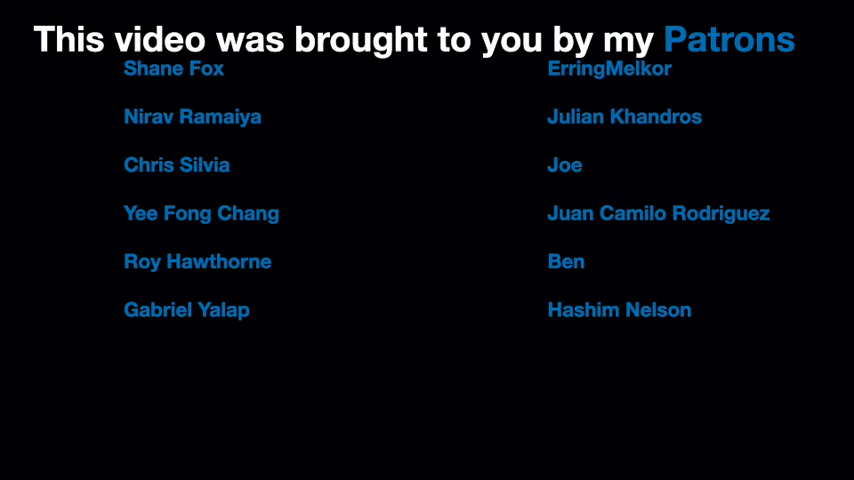 This video was brought to you by my Patrons
Shane Fox
ErringMelkor
Nirav Ramaiya
Julian Khandros
Chris Silvia
Joe
Yee Fong Chang
Juan Camilo Rodriguez
Roy Hawthorne
Ben
Gabriel Yalap
Hashim Nelson